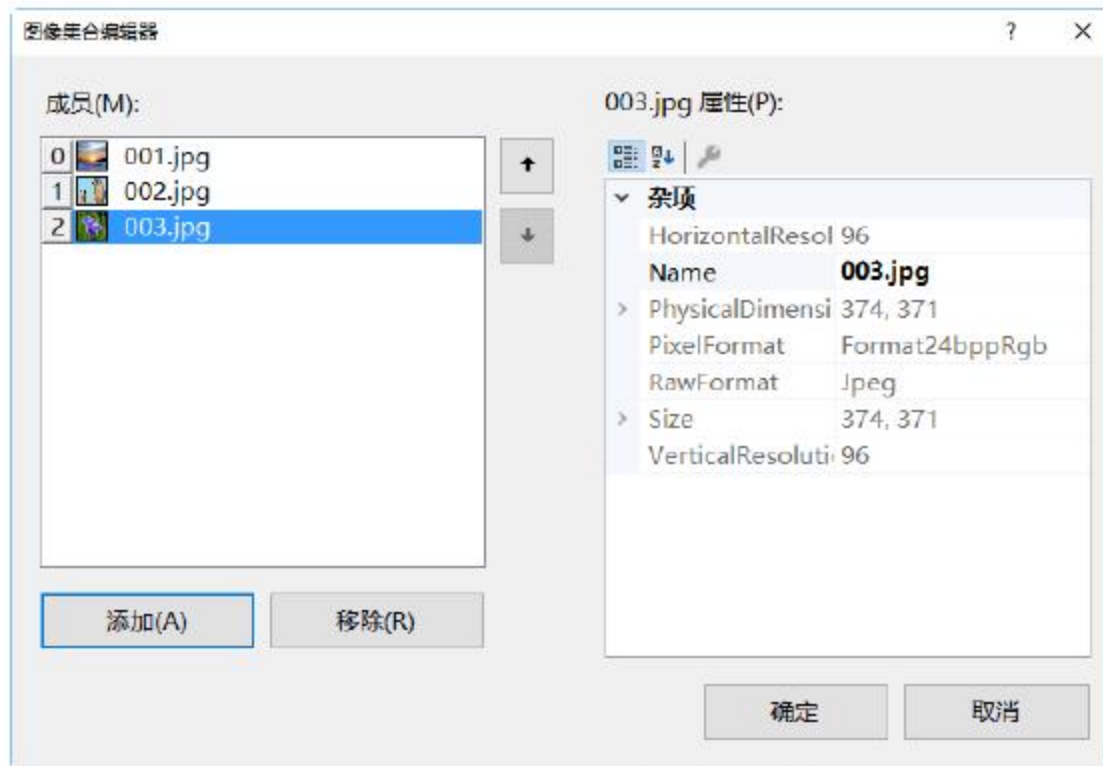 图像集合编辑器
成员(M):
0 001.jpg
1 002.jpg
2 003.jpg
添加(A) 移除(R)
003.jpg 属性(P):
杂项
HorizontalResol 96
Name 003.jpg
PhysicalDimensi 374, 371
PixelFormat Format24bppRgb
RawFormat Jpeg
Size 374, 371
VerticalResoluti 96
确定 取消